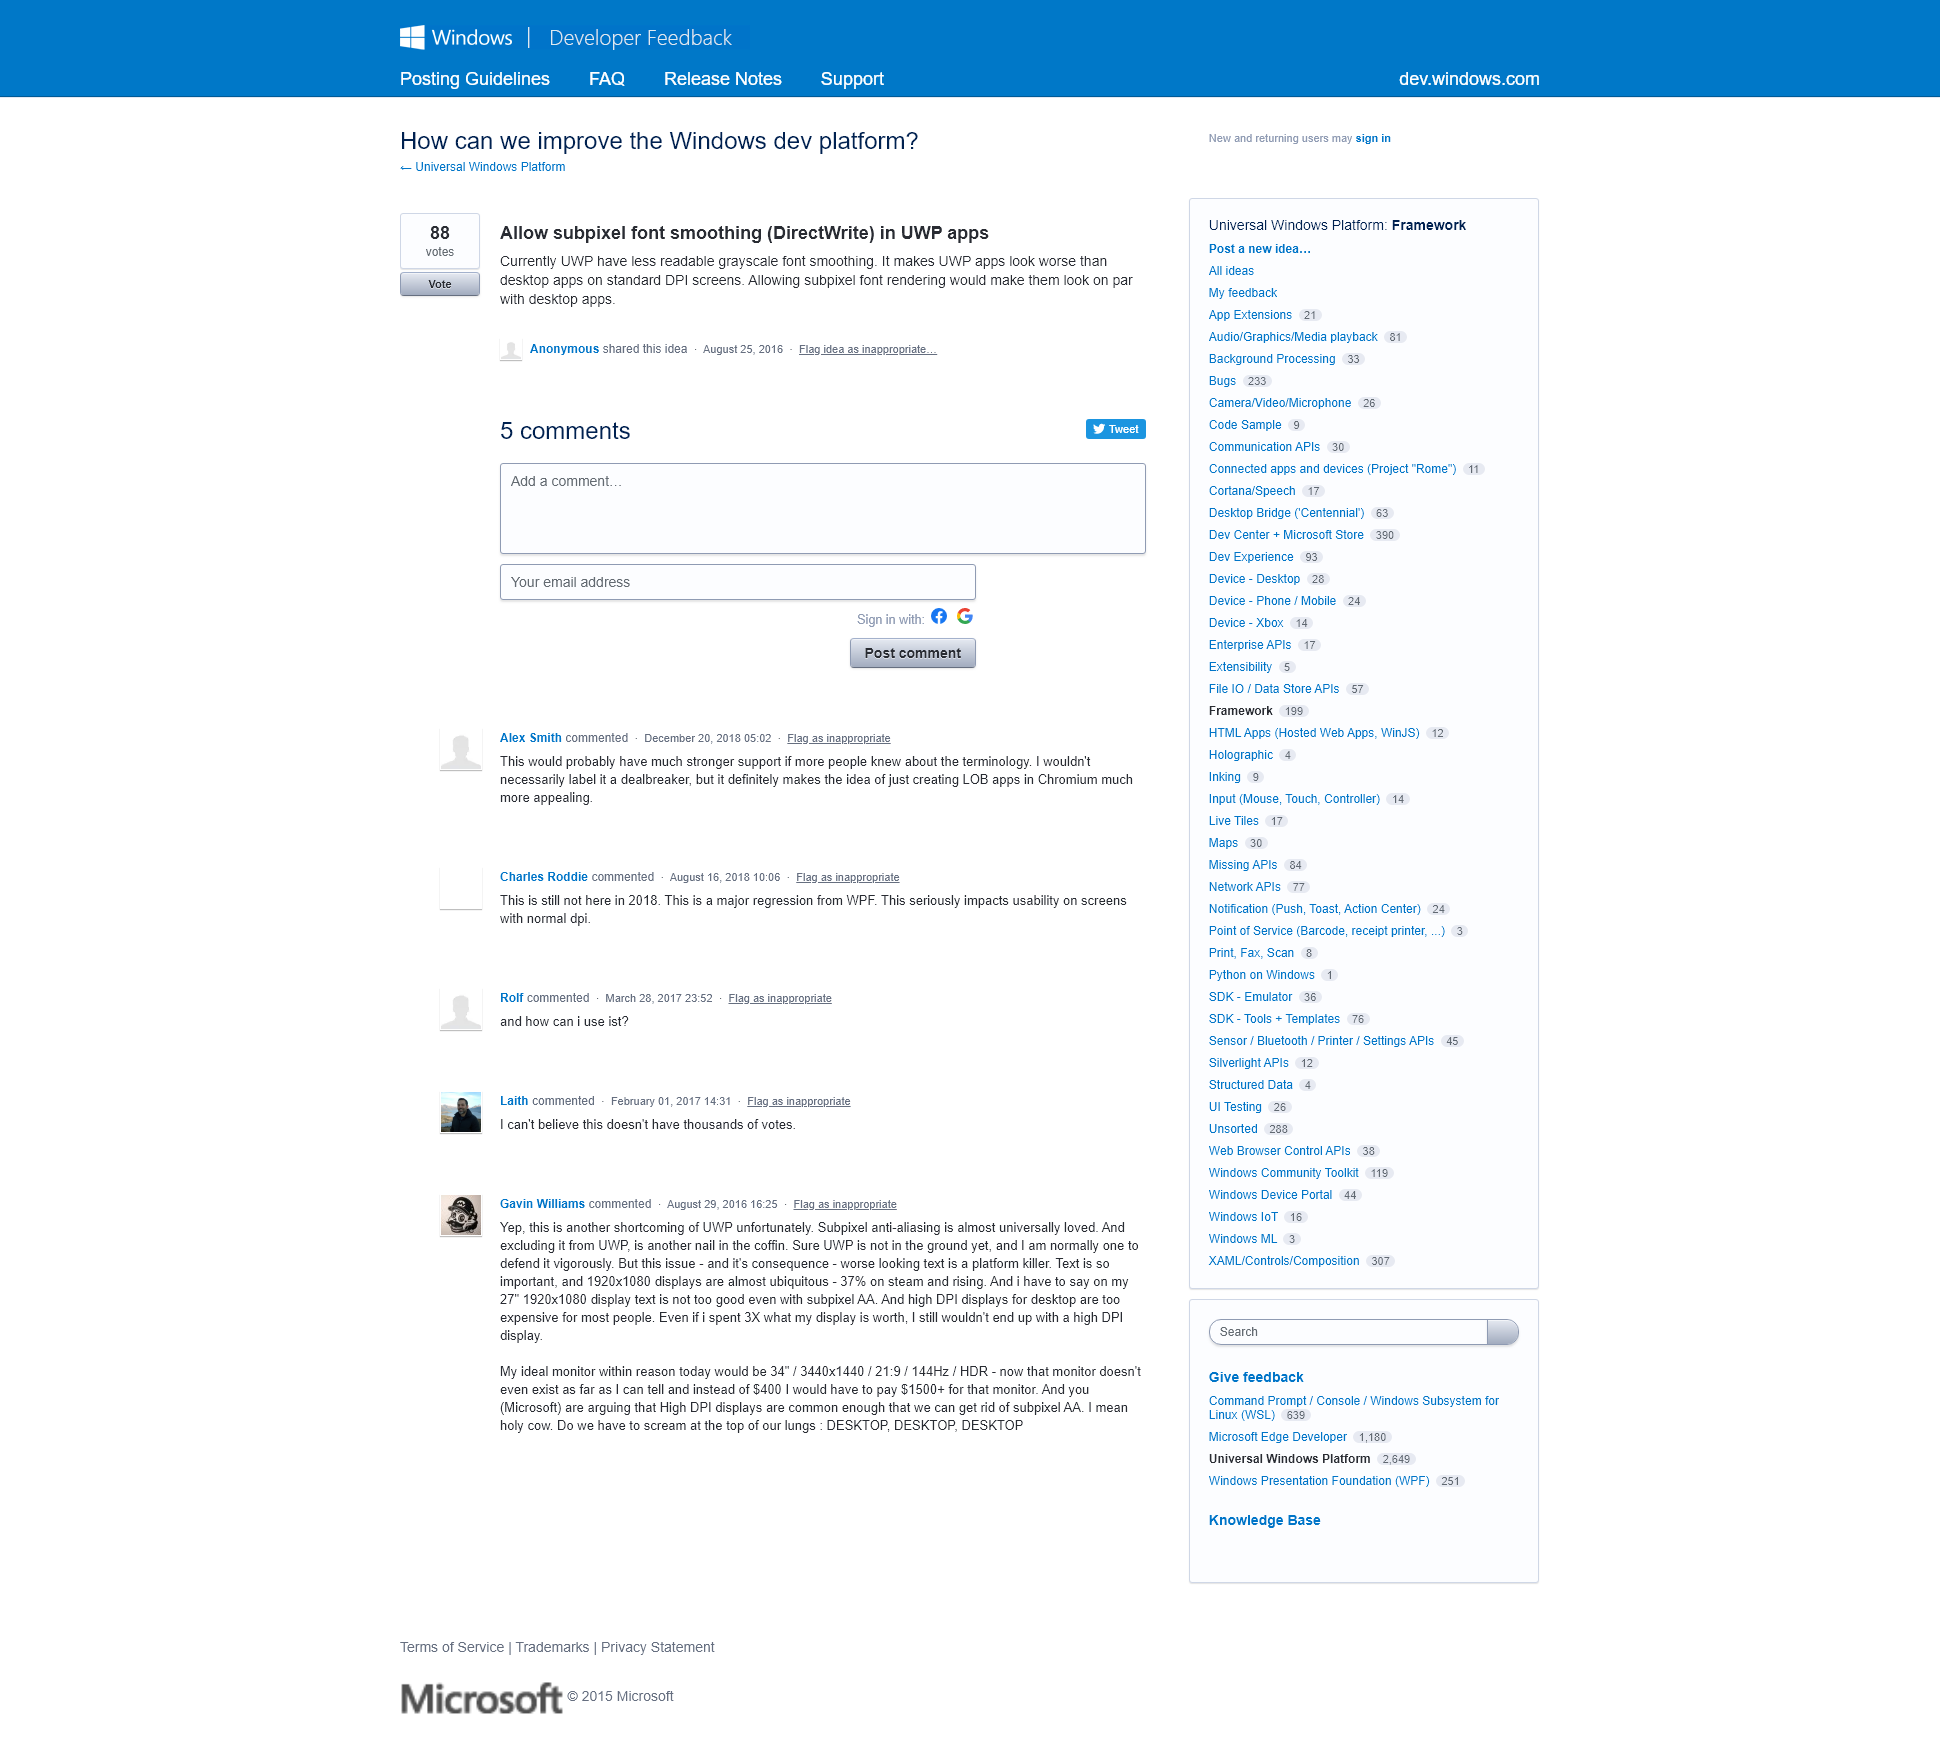 Windows | Developer Feedback
Posting Guidelines FAQ Release Notes Support dev.windows.com
How can we improve the Windows dev platform?
← Universal Windows Platform
New and returning users may sign in
88
votes
Vote
Allow subpixel font smoothing (DirectWrite) in UWP apps
Currently UWP have less readable grayscale font smoothing. It makes UWP apps look worse than
desktop apps on standard DPI screens. Allowing subpixel font rendering would make them look on par
with desktop apps.
Anonymous shared this idea · August 25, 2016 · Flag idea as inappropriate…
5 comments
Tweet
Add a comment…
Your email address
Sign in with:
Post comment
Alex Smith commented · December 20, 2018 05:02 · Flag as inappropriate
This would probably have much stronger support if more people knew about the terminology. I wouldn't
necessarily label it a dealbreaker, but it definitely makes the idea of just creating LOB apps in Chromium much
more appealing.
Charles Roddie commented · August 16, 2018 10:06 · Flag as inappropriate
This is still not here in 2018. This is a major regression from WPF. This seriously impacts usability on screens
with normal dpi.
Rolf commented · March 28, 2017 23:52 · Flag as inappropriate
and how can i use ist?
Laith commented · February 01, 2017 14:31 · Flag as inappropriate
I can't believe this doesn't have thousands of votes.
Gavin Williams commented · August 29, 2016 16:25 · Flag as inappropriate
Yep, this is another shortcoming of UWP unfortunately. Subpixel anti-aliasing is almost universally loved. And
excluding it from UWP, is another nail in the coffin. Sure UWP is not in the ground yet, and I am normally one to
defend it vigorously. But this issue - and it's consequence - worse looking text is a platform killer. Text is so
important, and 1920x1080 displays are almost ubiquitous - 37% on steam and rising. And i have to say on my
27" 1920x1080 display text is not too good even with subpixel AA. And high DPI displays for desktop are too
expensive for most people. Even if i spent 3X what my display is worth, I still wouldn't end up with a high DPI
display.
My ideal monitor within reason today would be 34" / 3440x1440 / 21:9 / 144Hz / HDR - now that monitor doesn't
even exist as far as I can tell and instead of $400 I would have to pay $1500+ for that monitor. And you
(Microsoft) are arguing that High DPI displays are common enough that we can get rid of subpixel AA. I mean
holy cow. Do we have to scream at the top of our lungs : DESKTOP, DESKTOP, DESKTOP
Universal Windows Platform: Framework
Post a new idea…
All ideas
My feedback
App Extensions 21
Audio/Graphics/Media playback 81
Background Processing 33
Bugs 233
Camera/Video/Microphone 26
Code Sample 9
Communication APIs 30
Connected apps and devices (Project "Rome") 11
Cortana/Speech 17
Desktop Bridge ('Centennial') 63
Dev Center + Microsoft Store 390
Dev Experience 93
Device - Desktop 28
Device - Phone / Mobile 24
Device - Xbox 14
Enterprise APIs 17
Extensibility 5
File IO / Data Store APIs 57
Framework 199
HTML Apps (Hosted Web Apps, WinJS) 12
Holographic 4
Inking 9
Input (Mouse, Touch, Controller) 14
Live Tiles 17
Maps 30
Missing APIs 84
Network APIs 77
Notification (Push, Toast, Action Center) 24
Point of Service (Barcode, receipt printer, ...) 3
Print, Fax, Scan 8
Python on Windows 1
SDK - Emulator 36
SDK - Tools + Templates 76
Sensor / Bluetooth / Printer / Settings APIs 45
Silverlight APIs 12
Structured Data 4
UI Testing 26
Unsorted 288
Web Browser Control APIs 38
Windows Community Toolkit 119
Windows Device Portal 44
Windows IoT 16
Windows ML 3
XAML/Controls/Composition 307
Search
Give feedback
Command Prompt / Console / Windows Subsystem for
Linux (WSL) 639
Microsoft Edge Developer 1,180
Universal Windows Platform 2,649
Windows Presentation Foundation (WPF) 251
Knowledge Base
Terms of Service | Trademarks | Privacy Statement
Microsoft © 2015 Microsoft